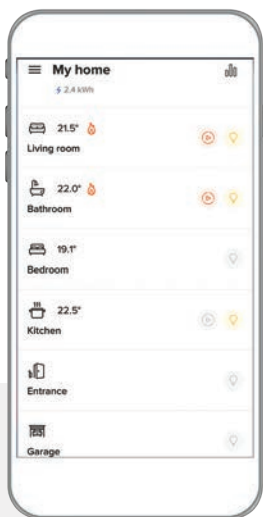 My home
2.4 kWh
21.5°
Living room
22.0°
Bathroom
19.1°
Bedroom
22.5°
Kitchen
Entrance
Garage